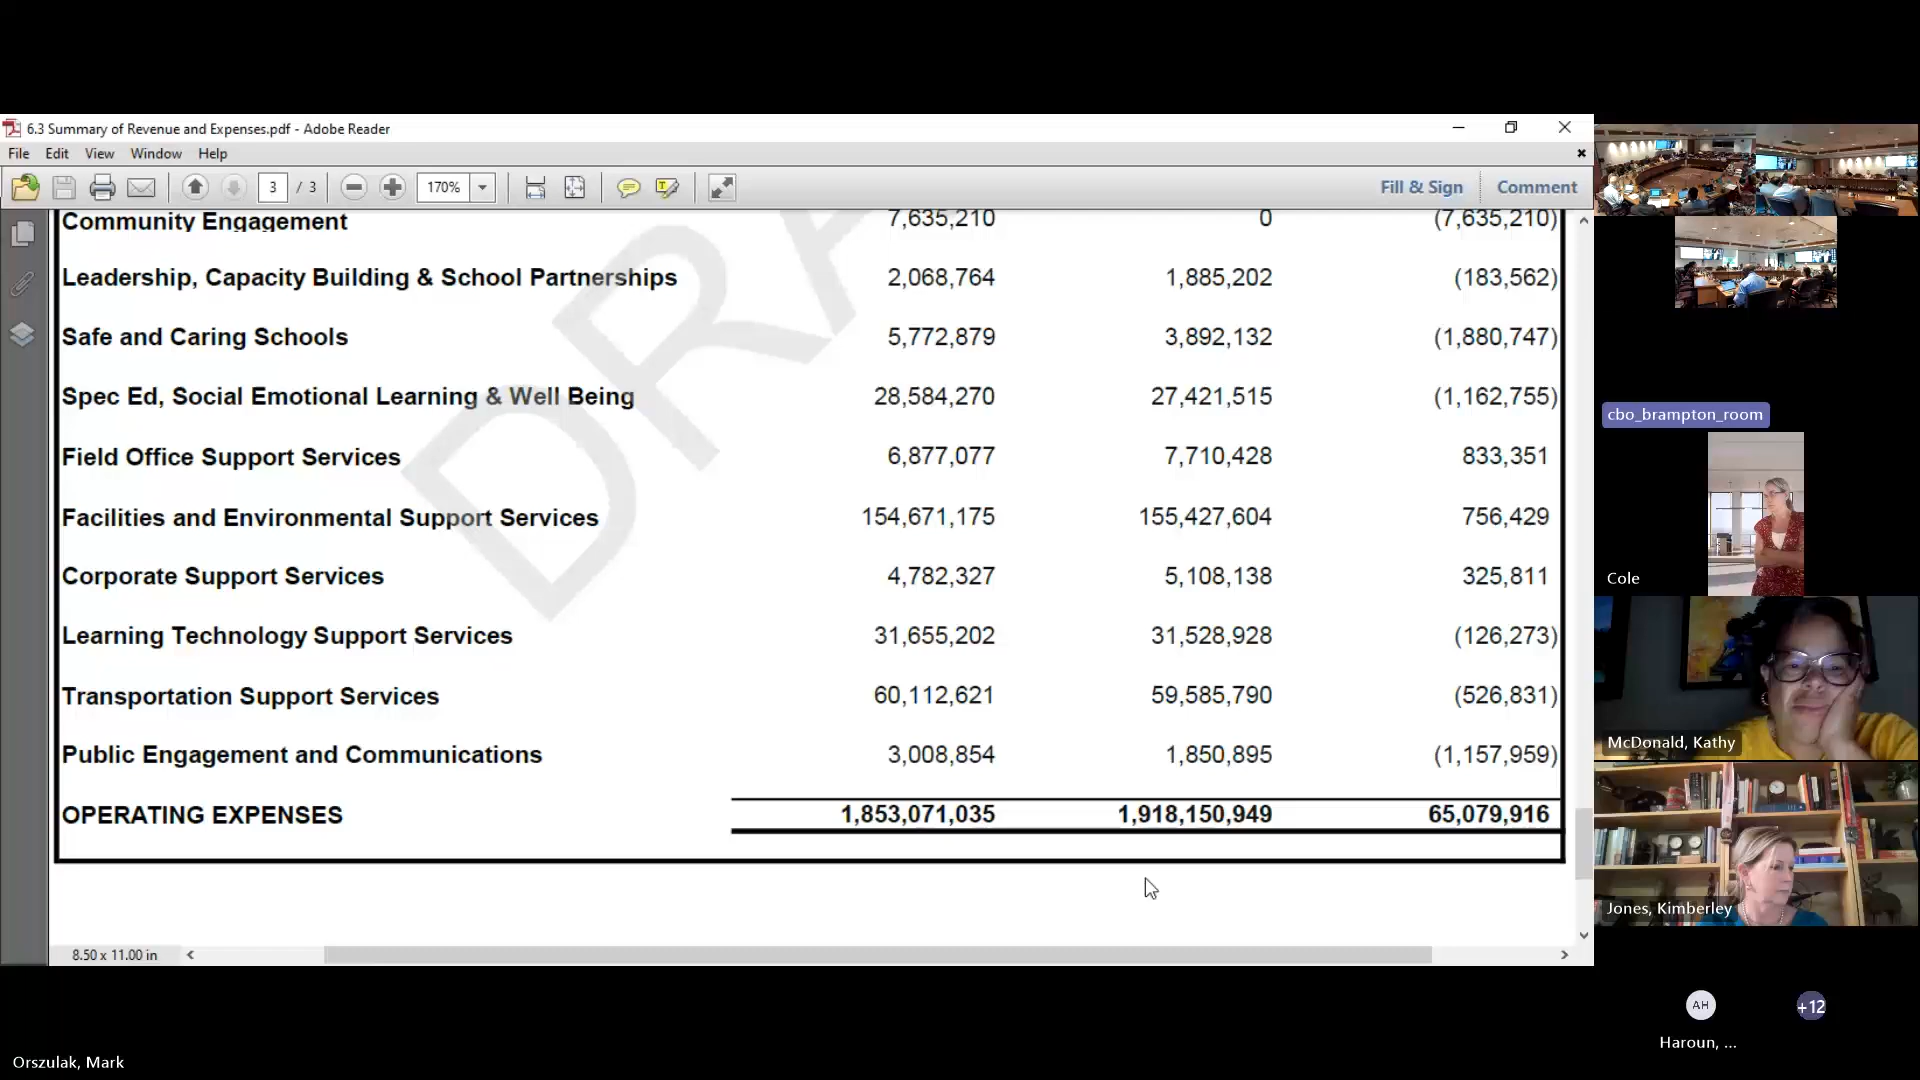 6.3 Summary of Revenue and Expenses.pdf - Adobe Reader
File Edit View Window Help
3 / 3 170% Fill & Sign Comment
Community Engagement 7,635,210 0 (7,635,210)
Leadership, Capacity Building & School Partnerships 2,068,764 1,885,202 (183,562)
Safe and Caring Schools 5,772,879 3,892,132 (1,880,747)
Spec Ed, Social Emotional Learning & Well Being 28,584,270 27,421,515 (1,162,755)
Field Office Support Services 6,877,077 7,710,428 833,351
Facilities and Environmental Support Services 154,671,175 155,427,604 756,429
Corporate Support Services 4,782,327 5,108,138 325,811
Learning Technology Support Services 31,655,202 31,528,928 (126,273)
Transportation Support Services 60,112,621 59,585,790 (526,831)
Public Engagement and Communications 3,008,854 1,850,895 (1,157,959)
OPERATING EXPENSES 1,853,071,035 1,918,150,949 65,079,916
DRA
8.50 x 11.00 in
cbo_brampton_room
Cole
McDonald, Kathy
Jones, Kimberley
AH
+12
Haroun, ...
Orszulak, Mark